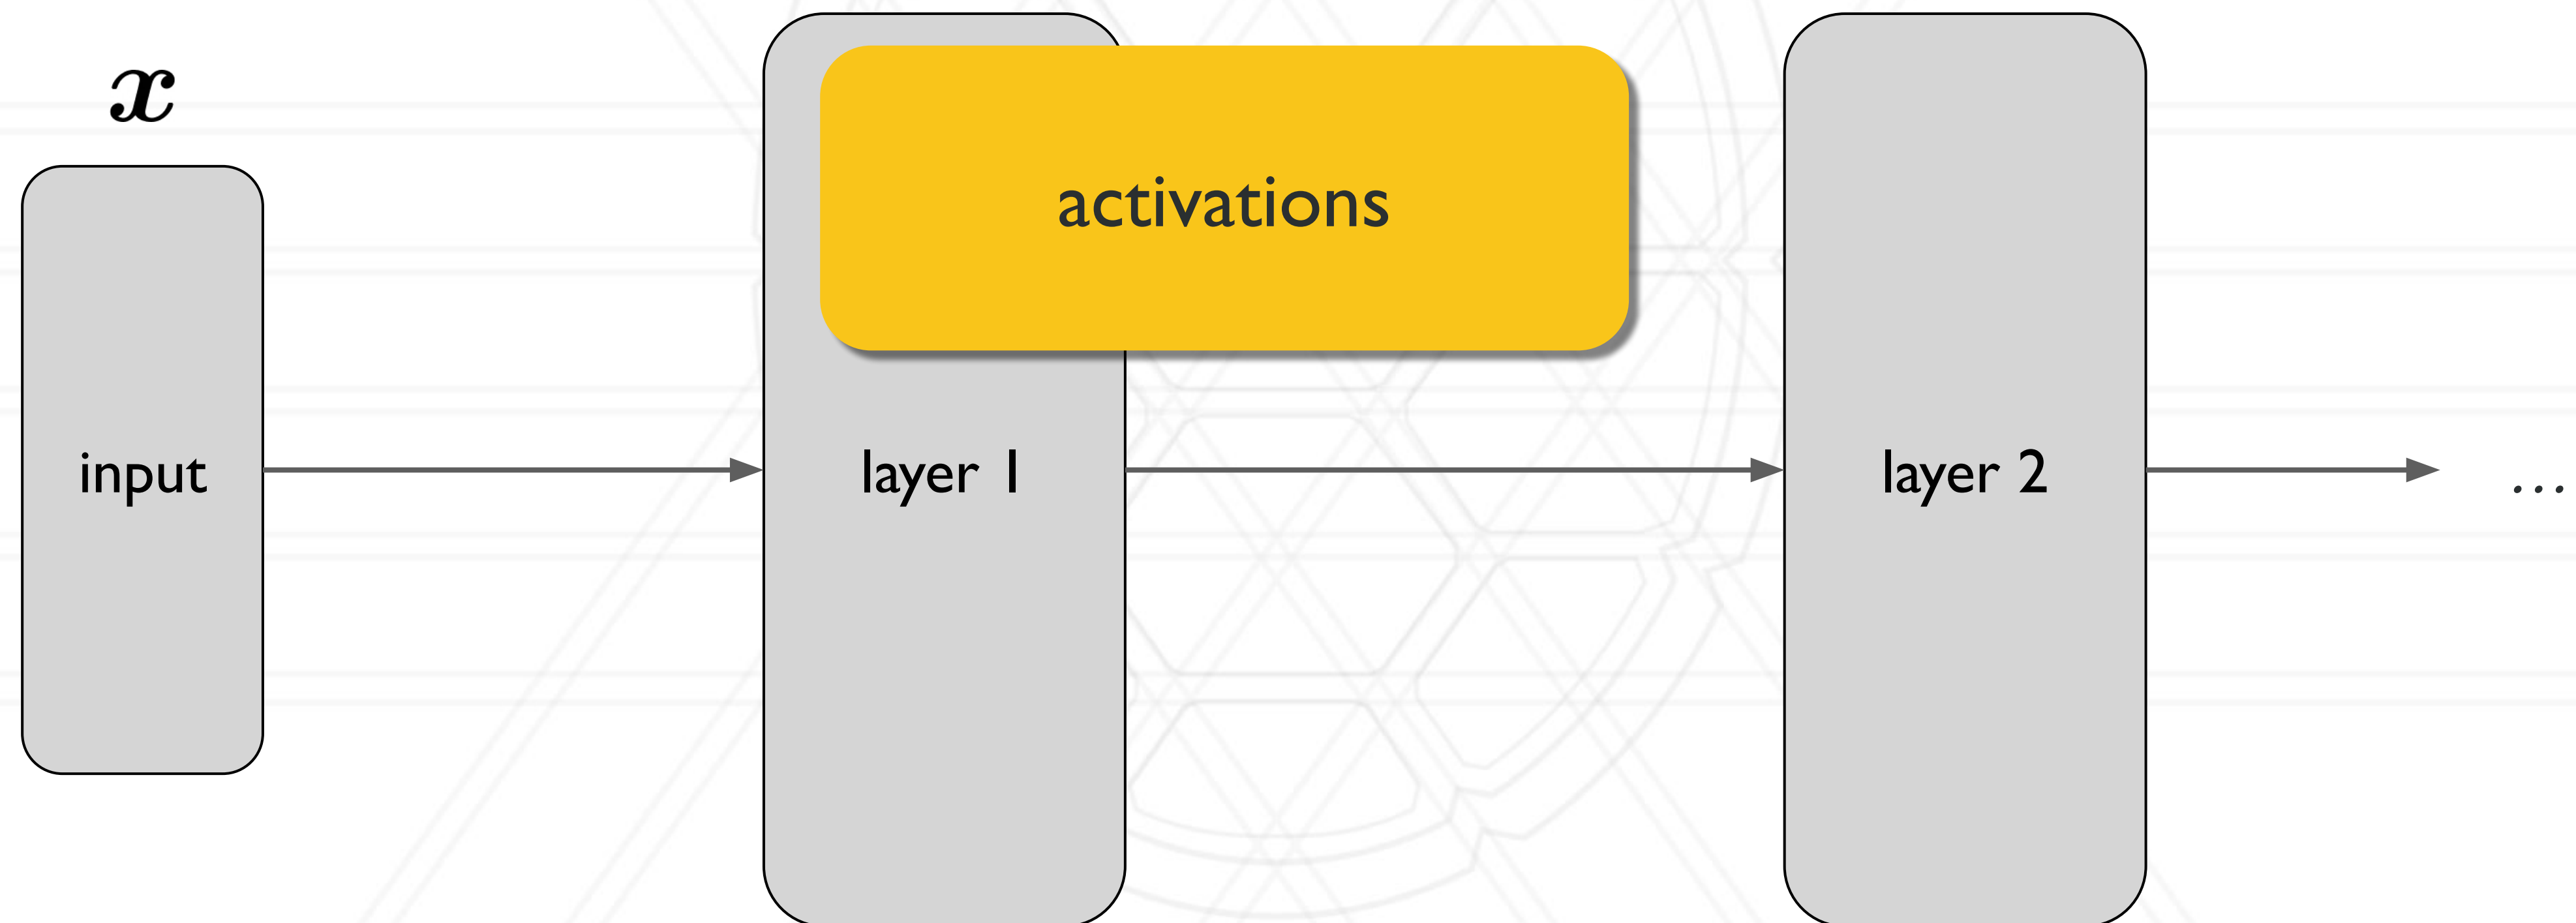 x
activations
input
layer 1
layer 2
...